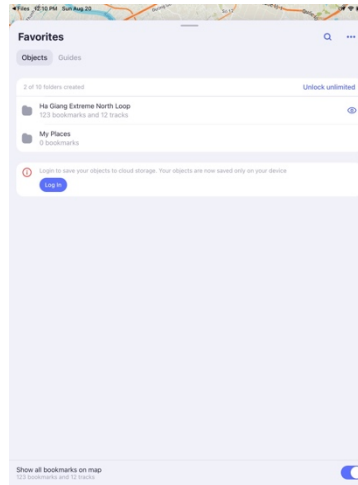 Files 12:10 PM Sun Aug 20
Favorites
Objects Guides
2 of 10 folders created Unlock unlimited
Ha Giang Extreme North Loop
123 bookmarks and 12 tracks
My Places
0 bookmarks
Login to save your objects to cloud storage. Your objects are now saved only on your device
Log In
Show all bookmarks on map
123 bookmarks and 12 tracks